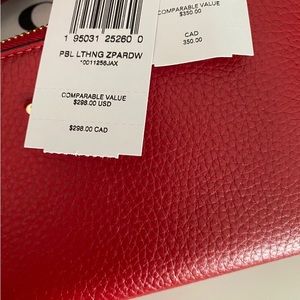 1 95031 25260 0
PBL LTHNG ZPARDW
*0011256JAX
COMPARABLE VALUE
$298.00 USD
$298.00 CAD
COMPARABLE VALUE
$350.00
CAD
350.00